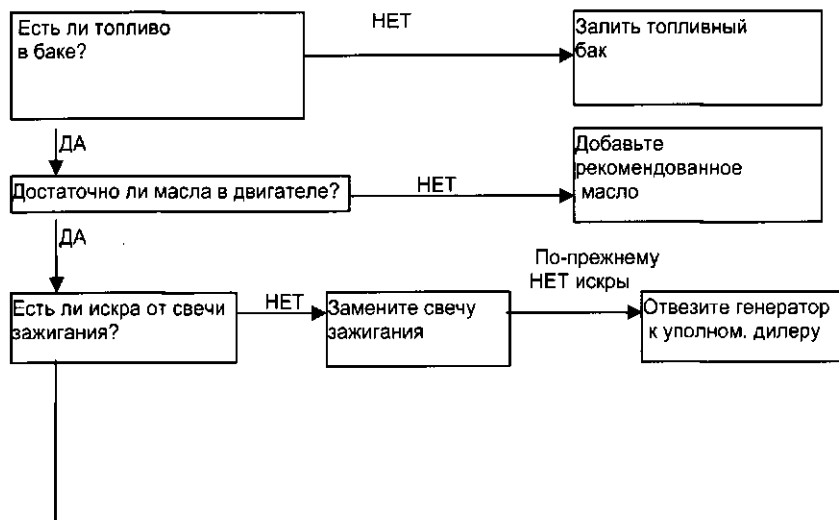 Есть ли топливо
в баке?
НЕТ
Залить топливный
бак
ДА
Достаточно ли масла в двигателе?
НЕТ
Добавьте
рекомендованное
масло
ДА
Есть ли искра от свечи
зажигания?
НЕТ
Замените свечу
зажигания
По-прежнему
НЕТ искры
Отвезите генератор
к уполном. дилеру